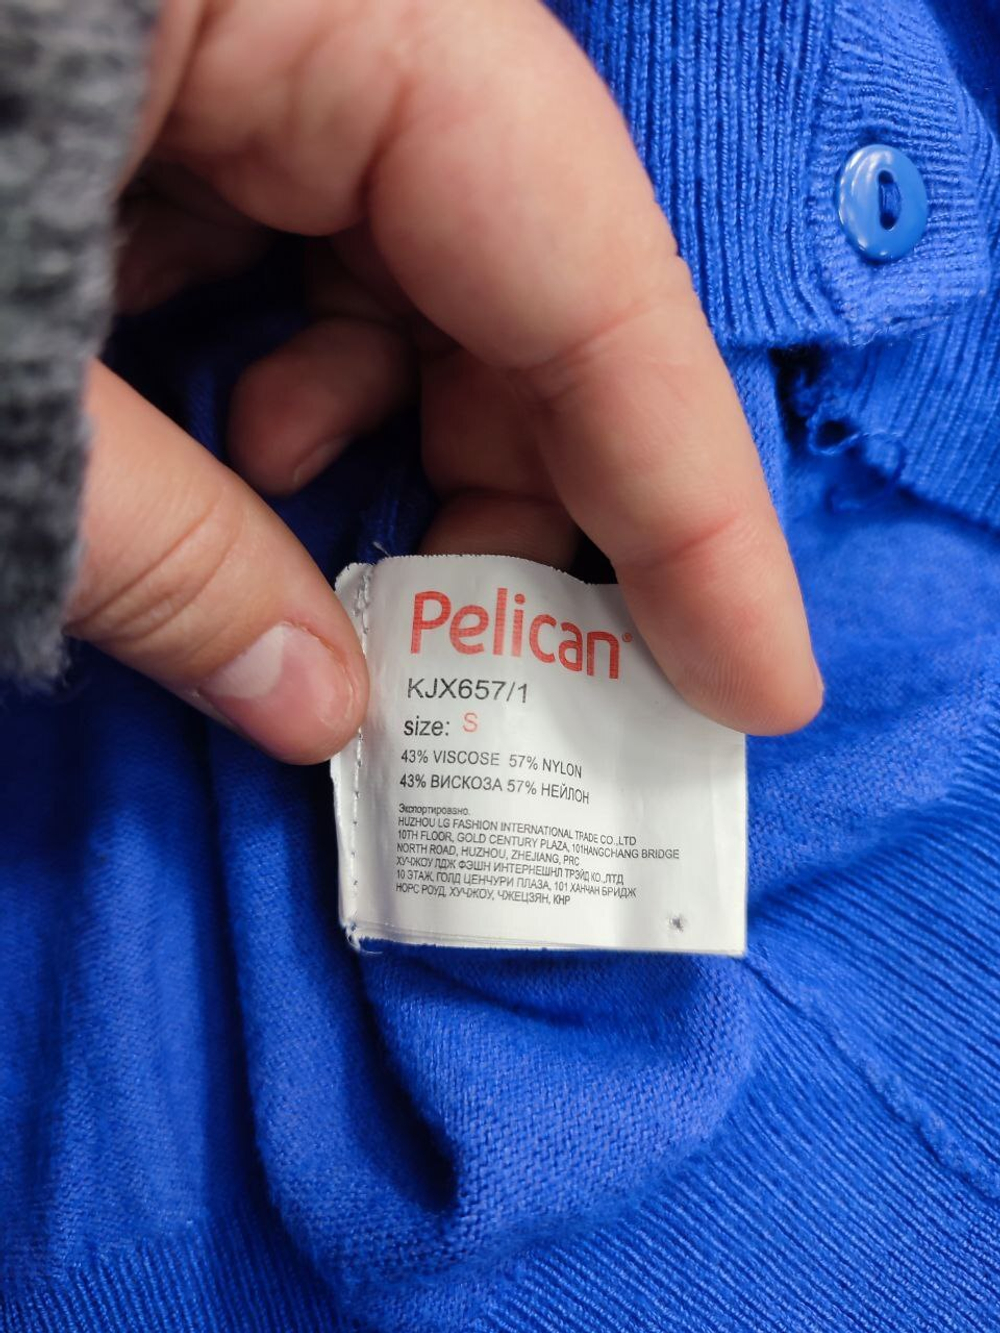 Pelican®
KJX657/1
size: S
43% VISCOSE 57% NYLON
43% ВИСКОЗА 57% НЕЙЛОН
Экспортировано.
HUZHOU LG FASHION INTERNATIONAL TRADE CO.,LTD
10TH FLOOR, GOLD CENTURY PLAZA, 101HANGCHANG BRIDGE
NORTH ROAD, HUZHOU, ZHEJIANG, PRC
ХУЧЖОУ ЛДЖ ФЭШН ИНТЕРНЕШНЛ ТРЭЙД КО.,ЛТД
10 ЭТАЖ, ГОЛД ЦЕНЧУРИ ПЛАЗА, 101 ХАНЧАН БРИДЖ
НОРС РОУД, ХУЧЖОУ, ЧЖЕЦЗЯН, КНР